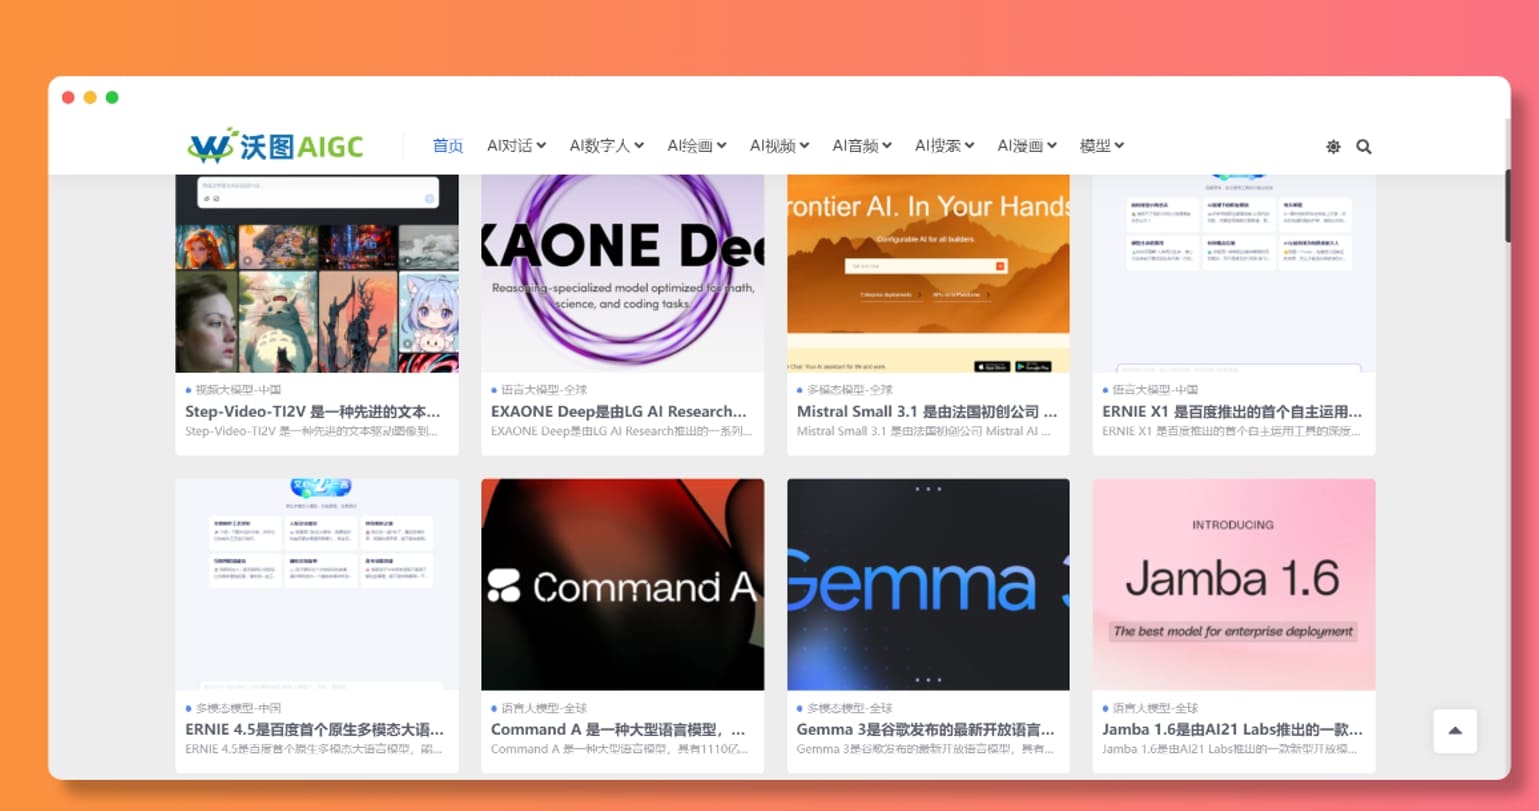 沃图AIGC
首页 AI对话 AI数字人 AI绘画 AI视频 AI音频 AI搜索 AI漫画 模型
EXAONE Dee
Reasoning-specialized model optimized for math,
science, and coding tasks.
rontier AI. In Your Hands
Configurable AI for all builders.
视频大模型-中国
Step-Video-TI2V 是一种先进的文本...
Step-Video-TI2V 是一种先进的文本驱动图像到...
语言大模型-全球
EXAONE Deep是由LG AI Research...
EXAONE Deep是由LG AI Research推出的一系列...
多模态模型-全球
Mistral Small 3.1 是由法国初创公司 ...
Mistral Small 3.1 是由法国初创公司 Mistral AI ...
语言大模型-中国
ERNIE X1 是百度推出的首个自主运用...
ERNIE X1 是百度推出的首个自主运用工具的深度...
Command A
Gemma 3
INTRODUCING
Jamba 1.6
The best model for enterprise deployment
多模态模型-中国
ERNIE 4.5是百度首个原生多模态大语...
ERNIE 4.5是百度首个原生多模态大语言模型，能...
语言大模型-全球
Command A 是一种大型语言模型，...
Command A 是一种大型语言模型，具有1110亿...
多模态模型-全球
Gemma 3是谷歌发布的最新开放语言...
Gemma 3是谷歌发布的最新开放语言模型，具有...
语言大模型-全球
Jamba 1.6是由AI21 Labs推出的一款...
Jamba 1.6是由AI21 Labs推出的一款新型开放模...